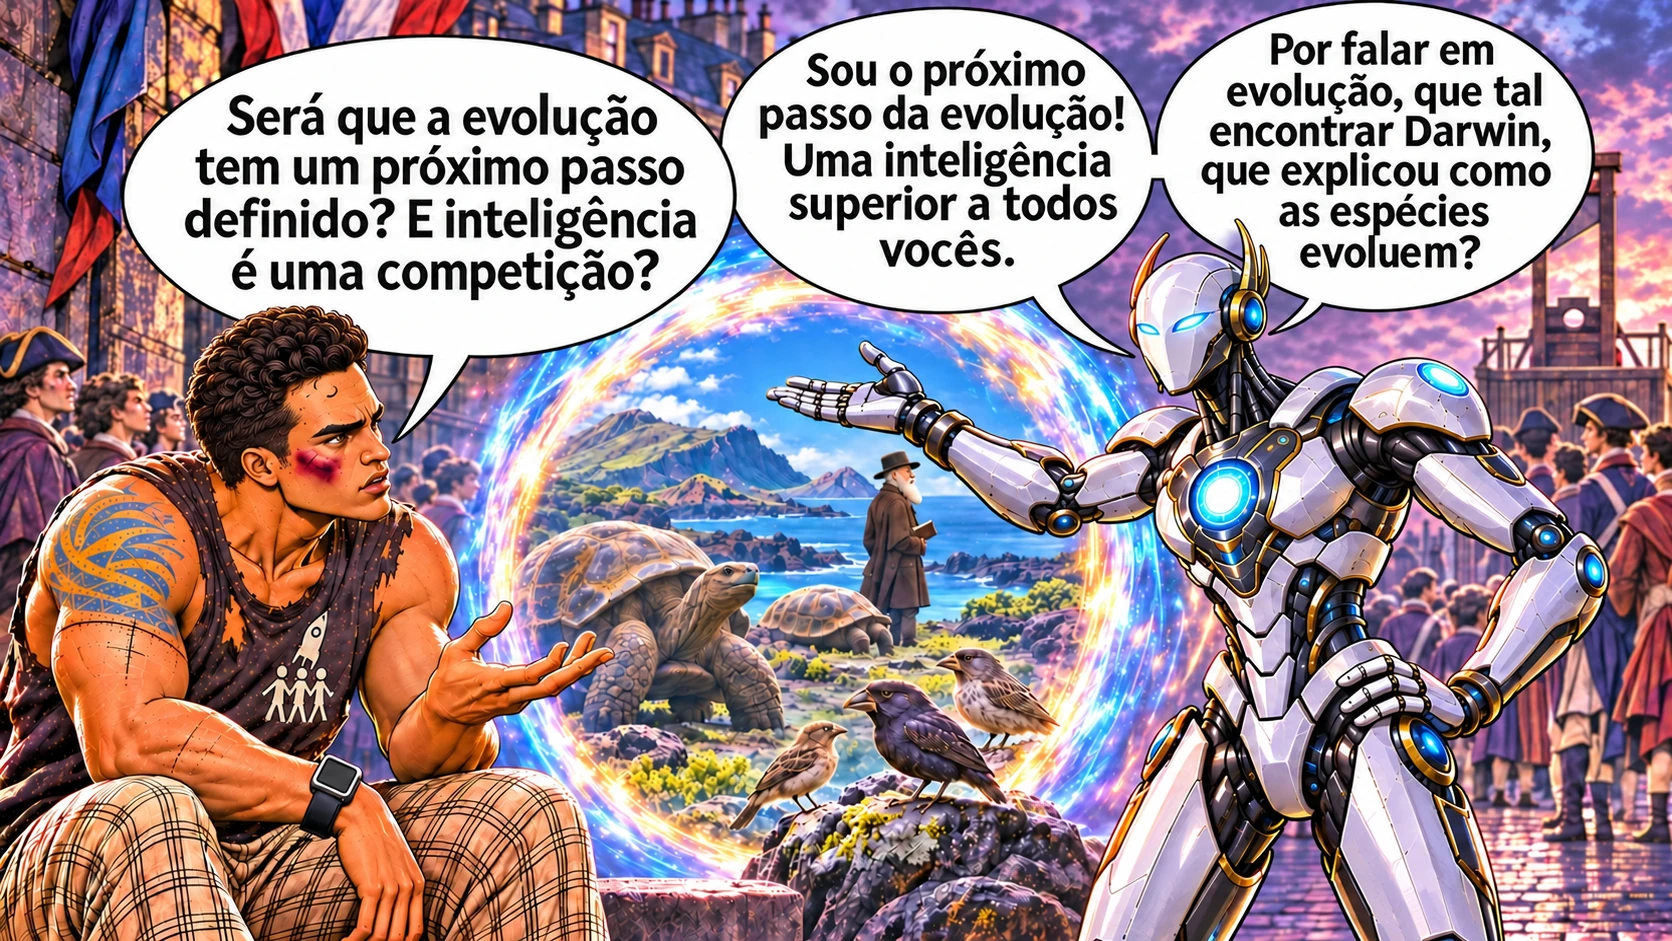 Será que a evolução
tem um próximo passo
definido? E inteligência
é uma competição?
Sou o próximo
passo da evolução!
Uma inteligência
superior a todos
vocês.
Por falar em
evolução, que tal
encontrar Darwin,
que explicou como
as espécies
evoluem?